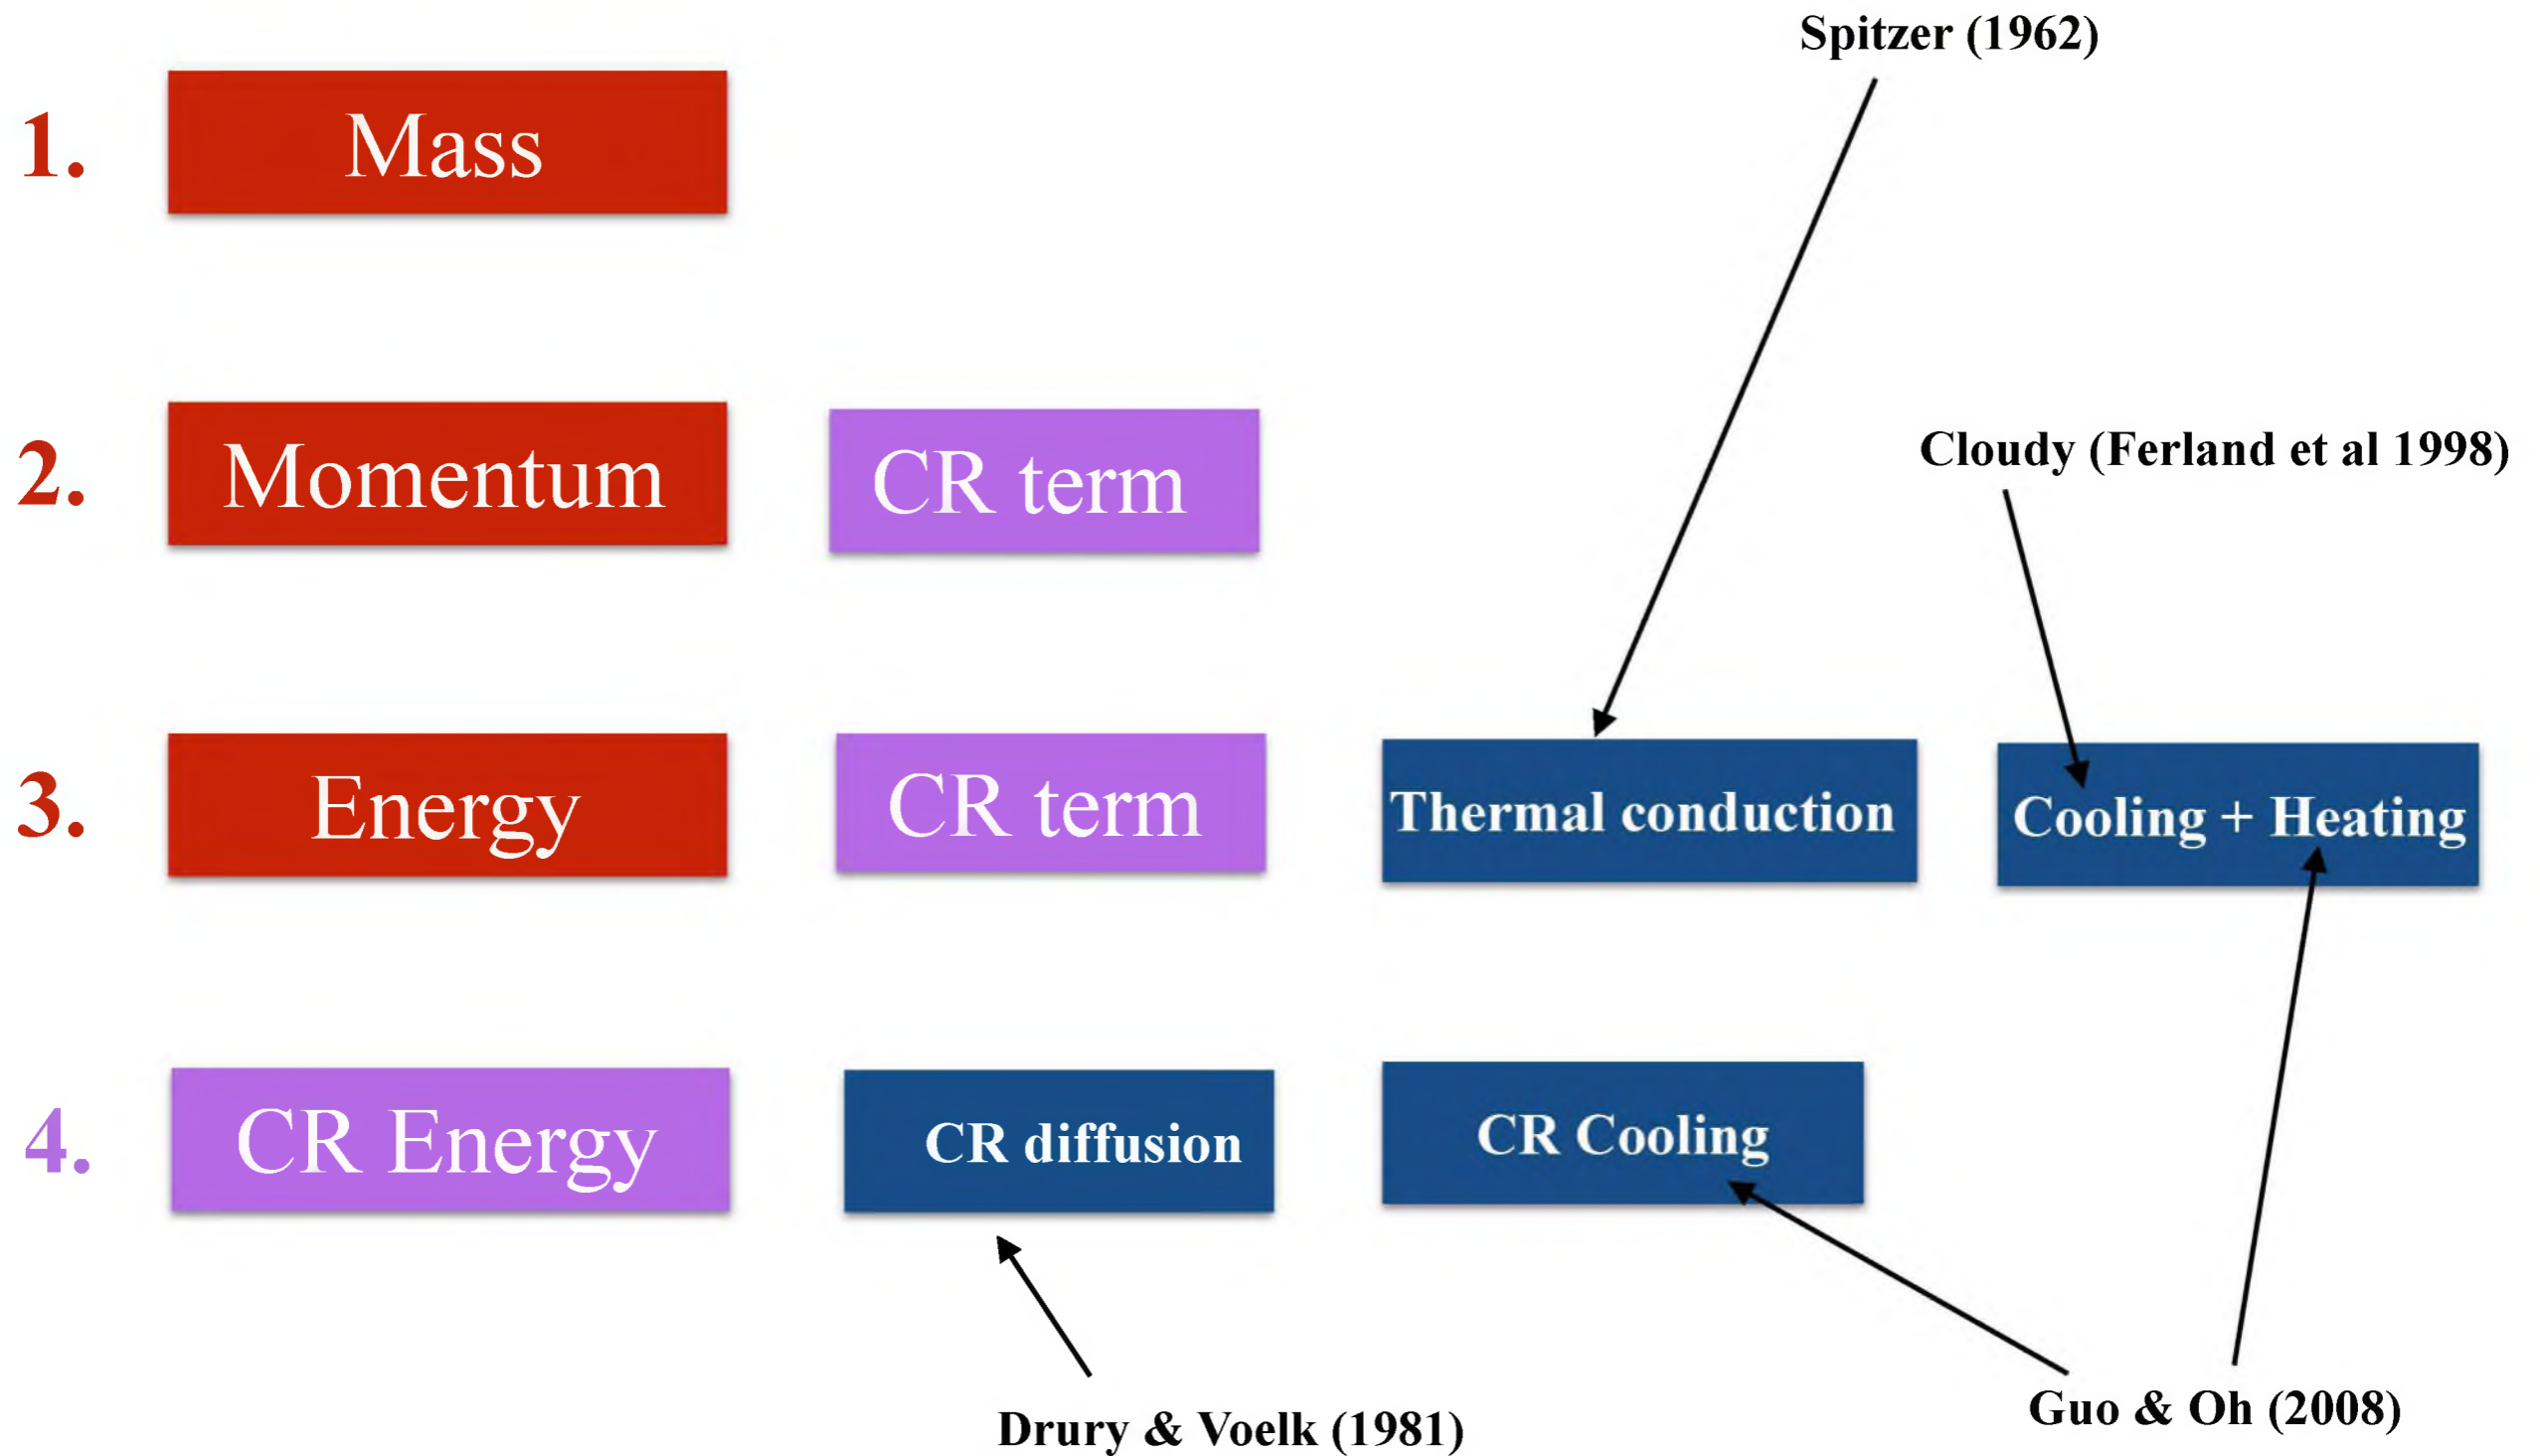 Spitzer (1962)
1.
Mass
2.
Momentum
CR term
Cloudy (Ferland et al 1998)
3.
Energy
CR term
Thermal conduction
Cooling + Heating
4.
CR Energy
CR diffusion
CR Cooling
Drury & Voelk (1981)
Guo & Oh (2008)